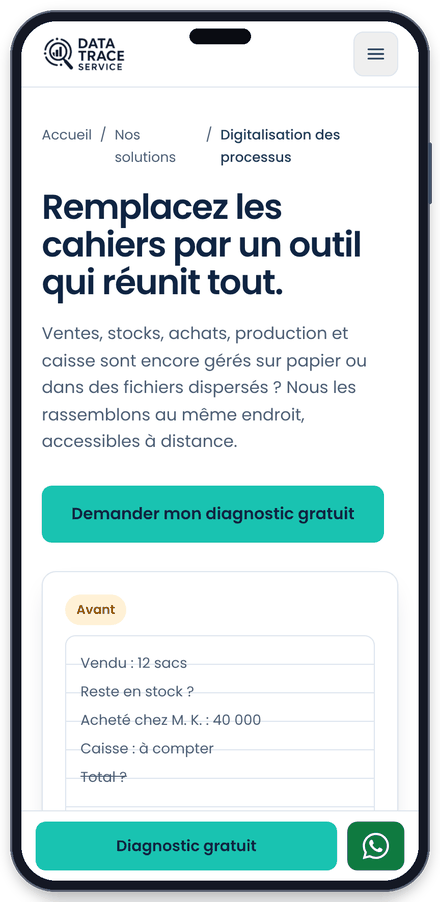 DATA
TRACE
SERVICE
Accueil / Nos solutions / Digitalisation des processus
Remplacez les
cahiers par un outil
qui réunit tout.
Ventes, stocks, achats, production et
caisse sont encore gérés sur papier ou
dans des fichiers dispersés ? Nous les
rassemblons au même endroit,
accessibles à distance.
Demander mon diagnostic gratuit
Avant
Vendu : 12 sacs
Reste en stock ?
Acheté chez M. K. : 40 000
Caisse : à compter
Total ?
Diagnostic gratuit